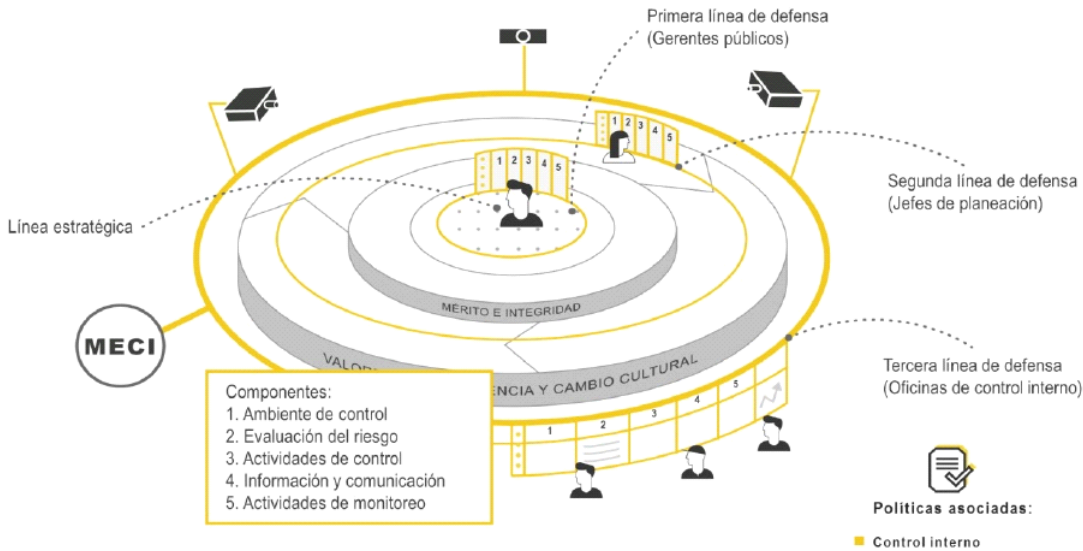 Primera línea de defensa
(Gerentes públicos)
1 2 3 4 5
1 2 3 4 5
Segunda línea de defensa
(Jefes de planeación)
Línea estratégica
MÉRITO E INTEGRIDAD
MECI
CAMBIO CULTURAL
Tercera línea de defensa
(Oficinas de control interno)
Componentes:
1. Ambiente de control
2. Evaluación del riesgo
3. Actividades de control
4. Información y comunicación
5. Actividades de monitoreo
1 2 3 4 5
Políticas asociadas:
Control interno